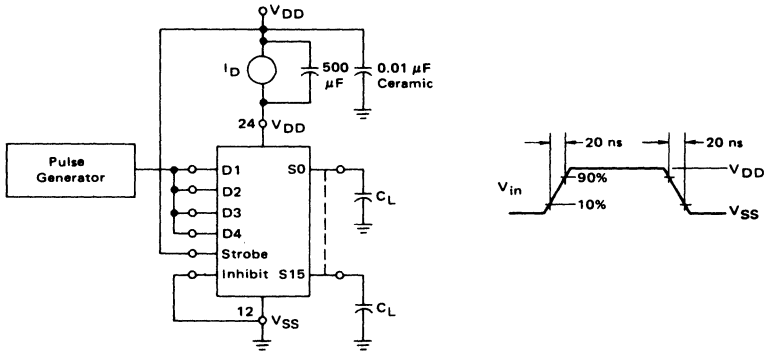 VDD
ID
500
µF
0.01 µF
Ceramic
24
VDD
Pulse
Generator
D1
D2
D3
D4
Strobe
Inhibit
S0
S15
CL
CL
12
VSS
20 ns
20 ns
Vin
90%
10%
VDD
VSS